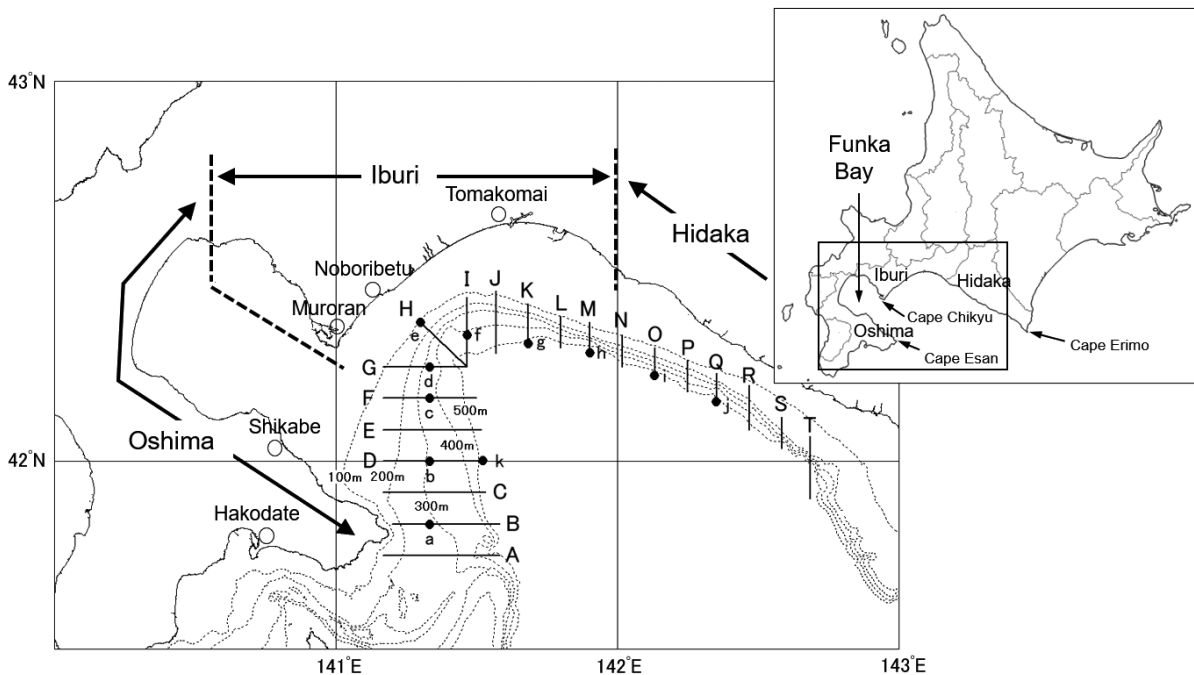 43°N
42°N
141°E
142°E
143°E
Iburi
Tomakomai
Hidaka
Noboribetu
Muroran
Oshima
Shikabe
Hakodate
H
I
J
K
L
M
N
O
P
Q
R
S
T
G
F
E
D
C
B
A
e
f
g
h
i
j
d
c
b
k
a
500m
400m
100m
200m
300m
Funka
Bay
Iburi
Hidaka
Oshima
Cape Chikyu
Cape Esan
Cape Erimo